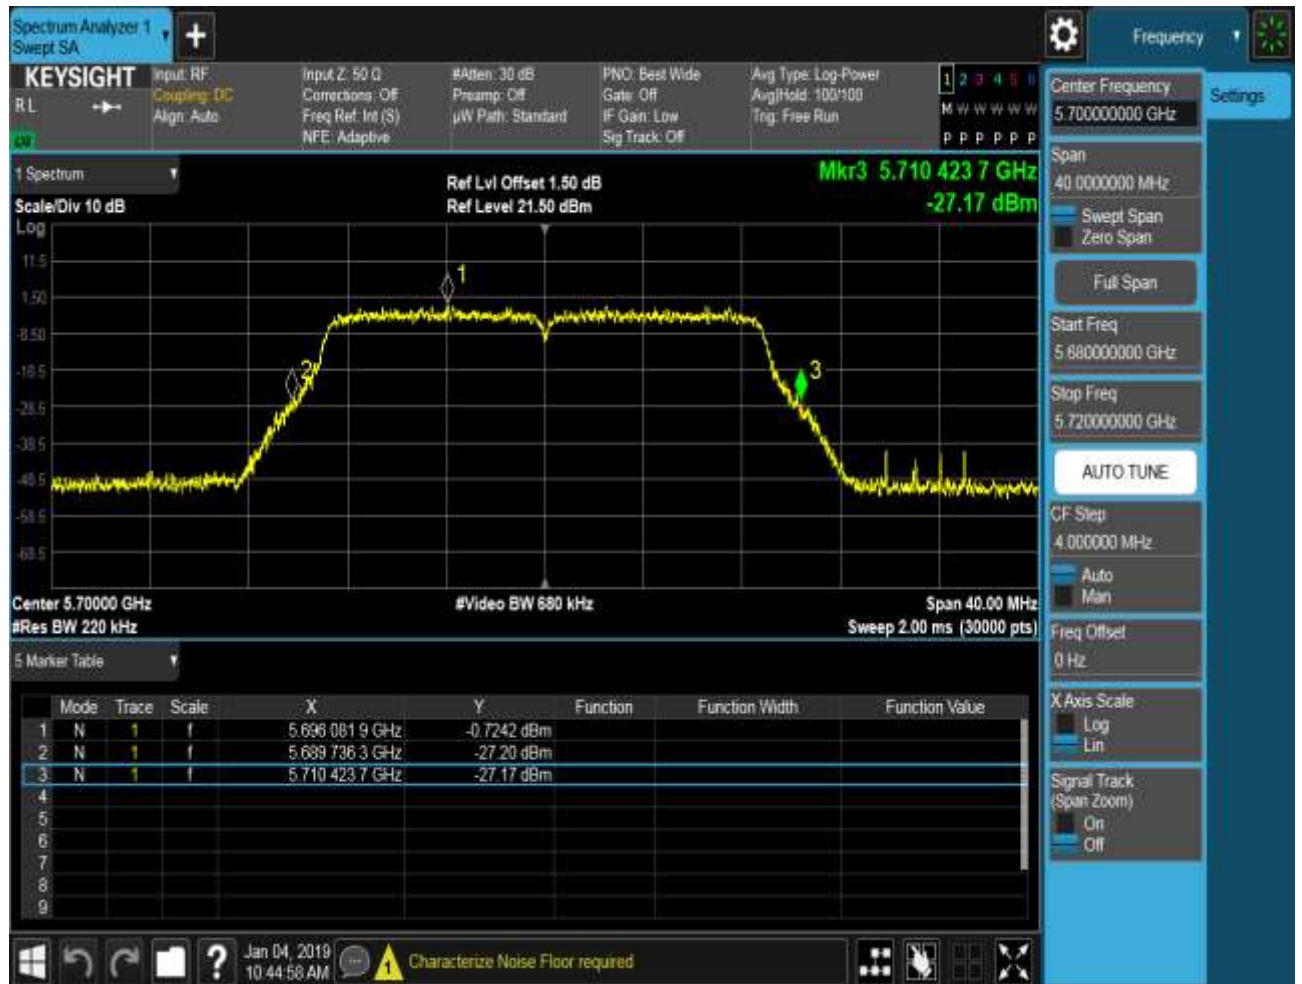 Spectrum Analyzer 1
Swept SA
Frequency
KEYSIGHT
R L
Input: RF
Coupling: DC
Align: Auto
Input Z: 50 Ω
Corrections: Off
Freq Ref: Int (S)
NFE: Adaptive
#Atten: 30 dB
Preamp: Off
µW Path: Standard
PNO: Best Wide
Gate: Off
IF Gain: Low
Sig Track: Off
Avg Type: Log-Power
Avg|Hold: 100/100
Trig: Free Run
1 2 3 4 5 6
M W W W W W
P P P P P P
1 Spectrum
Scale/Div 10 dB
Ref Lvl Offset 1.50 dB
Ref Level 21.50 dBm
Mkr3 5.710 423 7 GHz
-27.17 dBm
Log
11.5
1.50
-8.50
-18.5
-28.5
-38.5
-48.5
-58.5
-68.5
1
2
3
Center 5.70000 GHz
#Video BW 680 kHz
Span 40.00 MHz
#Res BW 220 kHz
Sweep 2.00 ms (30000 pts)
5 Marker Table
Mode Trace Scale X Y Function Function Width Function Value
1 N 1 f 5.696 081 9 GHz -0.7242 dBm
2 N 1 f 5.689 736 3 GHz -27.20 dBm
3 N 1 f 5.710 423 7 GHz -27.17 dBm
4
5
6
7
8
9
Center Frequency
5.700000000 GHz
Settings
Span
40.0000000 MHz
Swept Span
Zero Span
Full Span
Start Freq
5.680000000 GHz
Stop Freq
5.720000000 GHz
AUTO TUNE
CF Step
4.000000 MHz
Auto
Man
Freq Offset
0 Hz
X Axis Scale
Log
Lin
Signal Track
(Span Zoom)
On
Off
?
Jan 04, 2019
10:44:58 AM
1
Characterize Noise Floor required